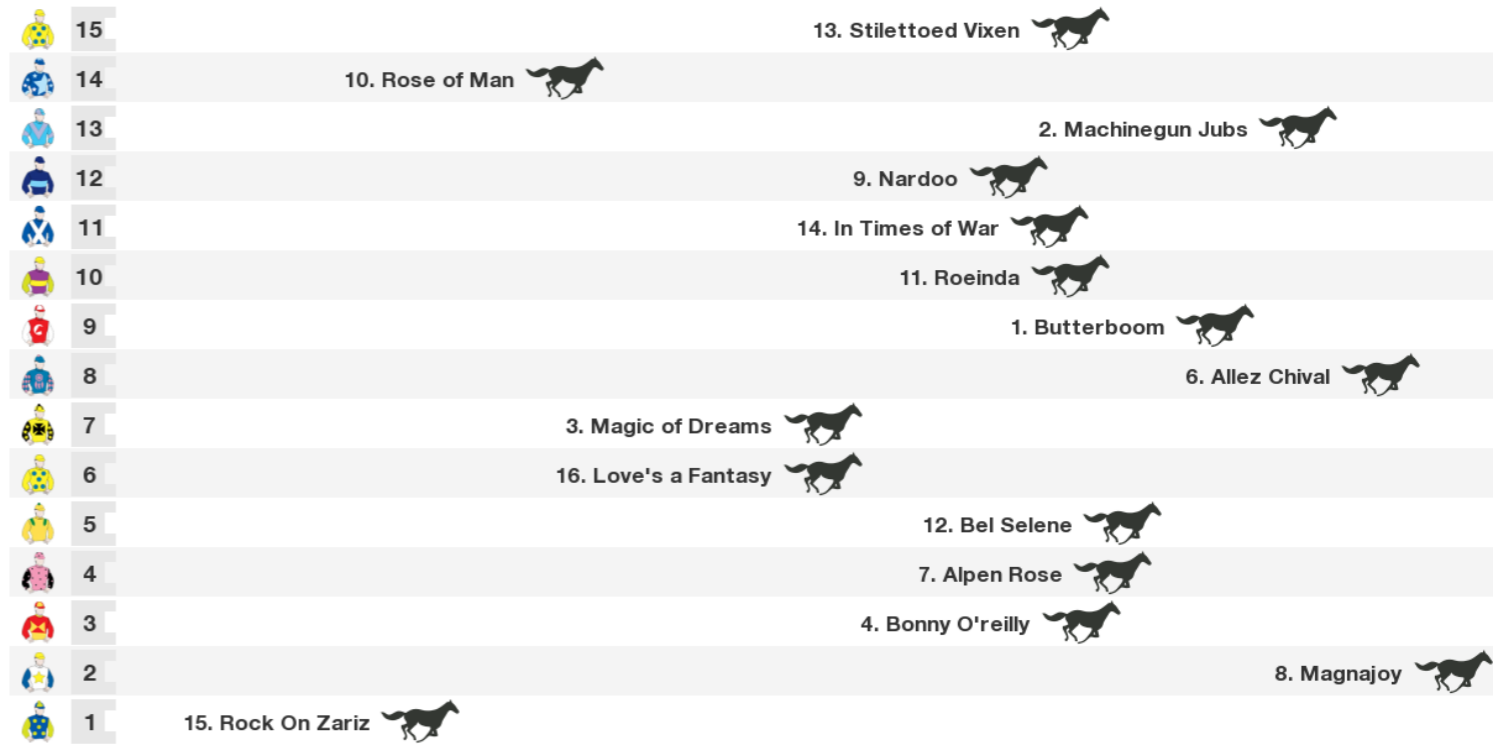 15 13. Stilettoed Vixen
14 10. Rose of Man
13 2. Machinegun Jubs
12 9. Nardoo
11 14. In Times of War
10 11. Roeinda
9 1. Butterboom
8 6. Allez Chival
7 3. Magic of Dreams
6 16. Love's a Fantasy
5 12. Bel Selene
4 7. Alpen Rose
3 4. Bonny O'reilly
2 8. Magnajoy
1 15. Rock On Zariz